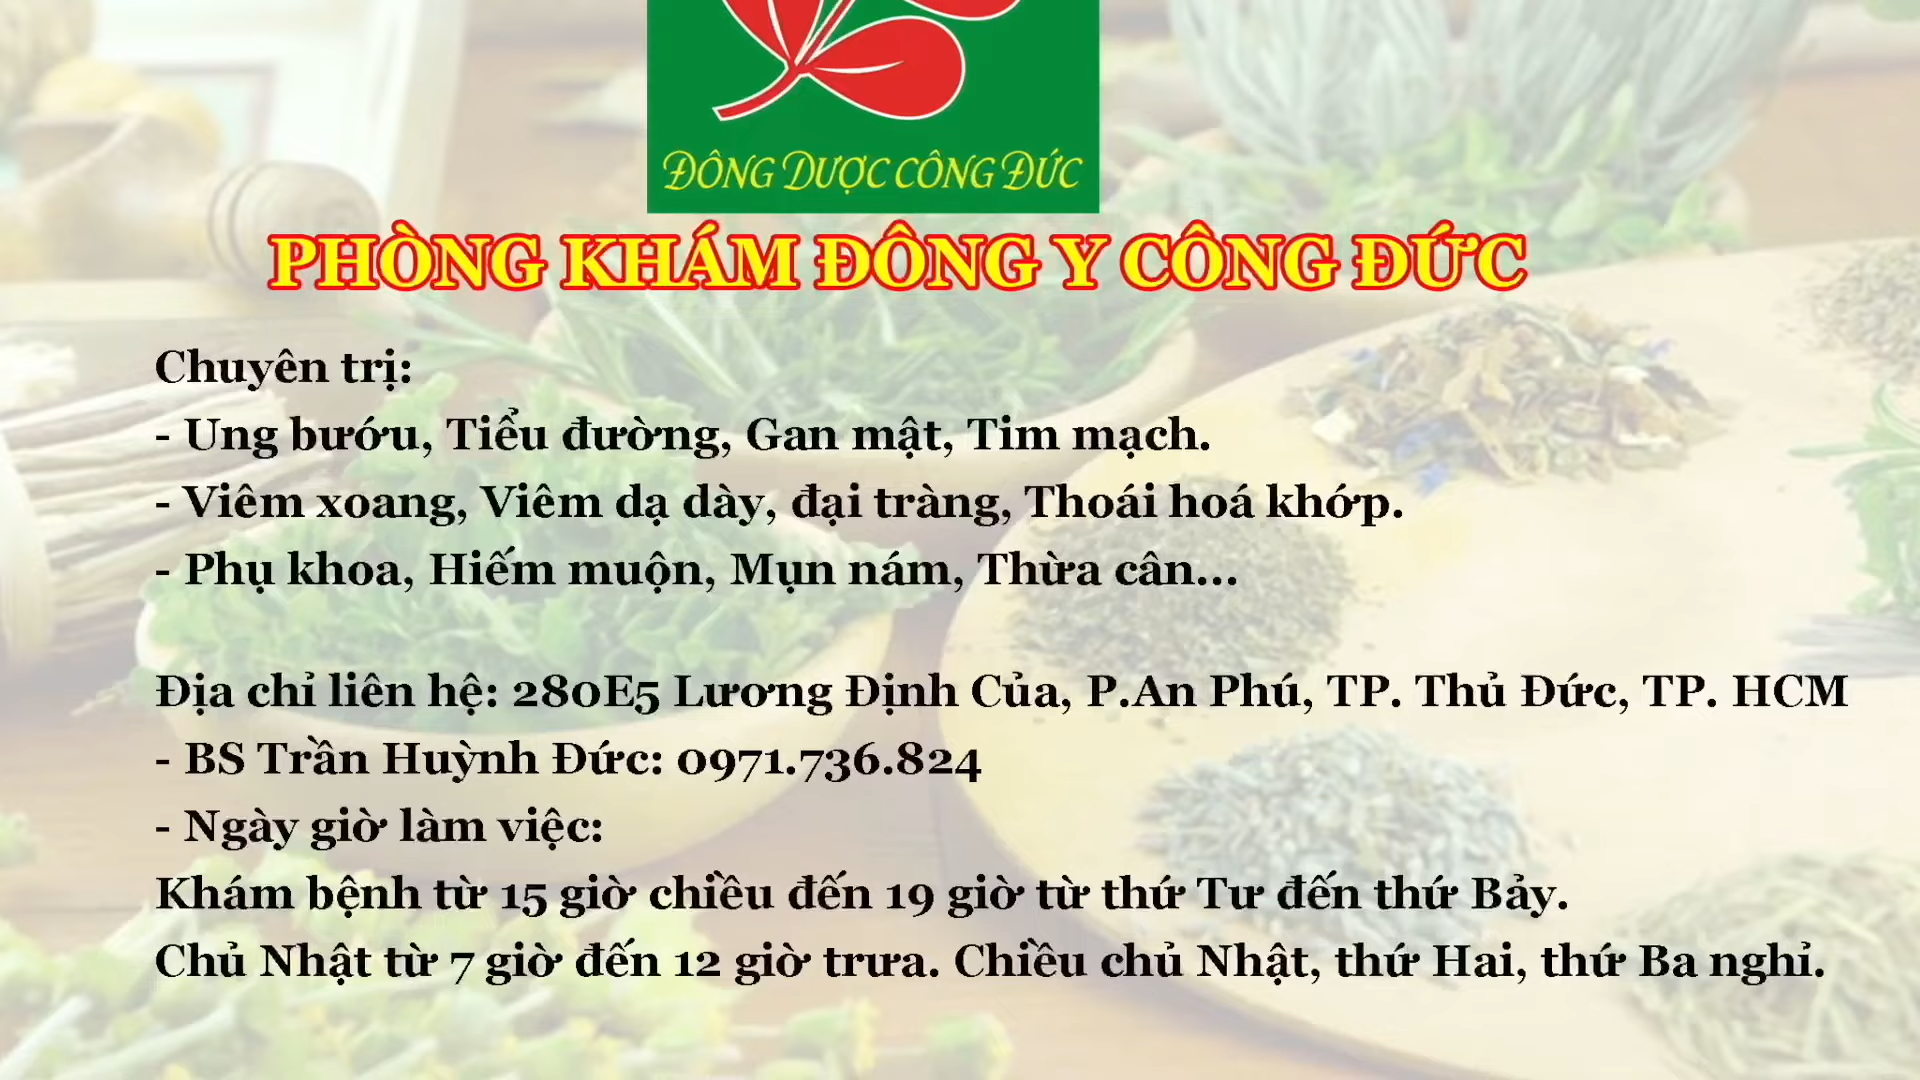 ĐÔNG DƯỢC CÔNG ĐỨC
PHÒNG KHÁM ĐÔNG Y CÔNG ĐỨC
Chuyên trị:
- Ung bướu, Tiểu đường, Gan mật, Tim mạch.
- Viêm xoang, Viêm dạ dày, đại tràng, Thoái hoá khớp.
- Phụ khoa, Hiếm muộn, Mụn nám, Thừa cân...
Địa chỉ liên hệ: 280E5 Lương Định Của, P.An Phú, TP. Thủ Đức, TP. HCM
- BS Trần Huỳnh Đức: 0971.736.824
- Ngày giờ làm việc:
Khám bệnh từ 15 giờ chiều đến 19 giờ từ thứ Tư đến thứ Bảy.
Chủ Nhật từ 7 giờ đến 12 giờ trưa. Chiều chủ Nhật, thứ Hai, thứ Ba nghỉ.